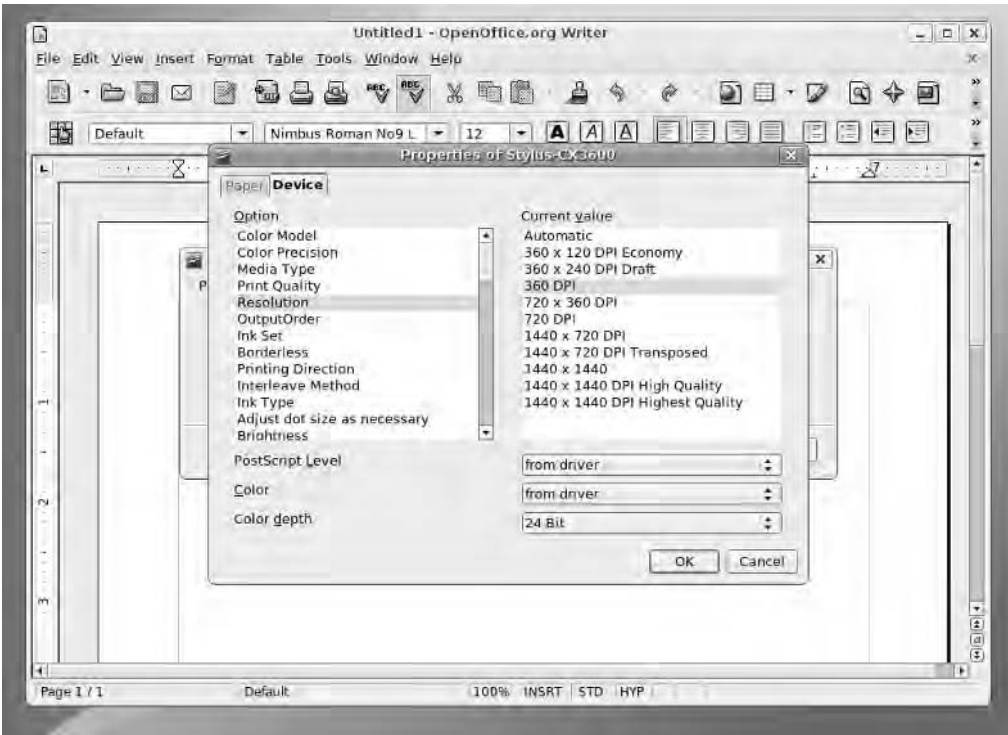 Untitled1 - OpenOffice.org Writer
File Edit View Insert Format Table Tools Window Help
Default Nimbus Roman No9 L 12 A A A
Properties of Stylus-CX3600
Paper Device
Option Current value
Color Model
Color Precision
Media Type
Print Quality
Resolution
OutputOrder
Ink Set
Borderless
Printing Direction
Interleave Method
Ink Type
Adjust dot size as necessary
Brightness
Automatic
360 x 120 DPI Economy
360 x 240 DPI Draft
360 DPI
720 x 360 DPI
720 DPI
1440 x 720 DPI
1440 x 720 DPI Transposed
1440 x 1440
1440 x 1440 DPI High Quality
1440 x 1440 DPI Highest Quality
PostScript Level from driver
Color from driver
Color depth 24 Bit
OK Cancel
P
7
1
2
3
Page 1 / 1 Default 100% INSRT STD HYP